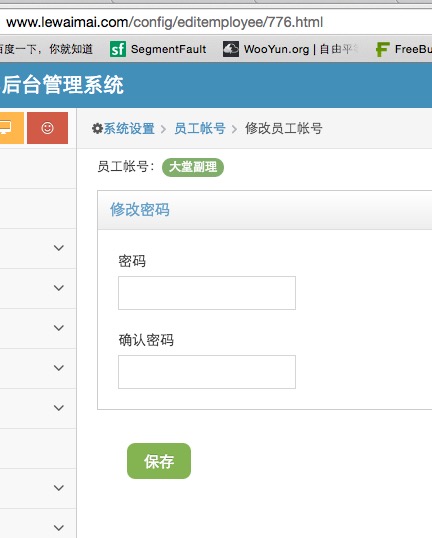 www.lewaimai.com/config/editemployee/776.html
百度一下，你就知道 SegmentFault WooYun.org | 自由平 FreeBu
后台管理系统
系统设置 > 员工帐号 > 修改员工帐号
员工帐号： 大堂副理
修改密码
密码
确认密码
保存